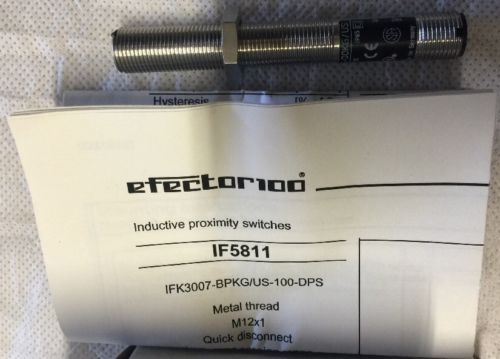 Hysteresis
efector100®
Inductive proximity switches
IF5811
IFK3007-BPKG/US-100-DPS
Metal thread
M12x1
Quick disconnect